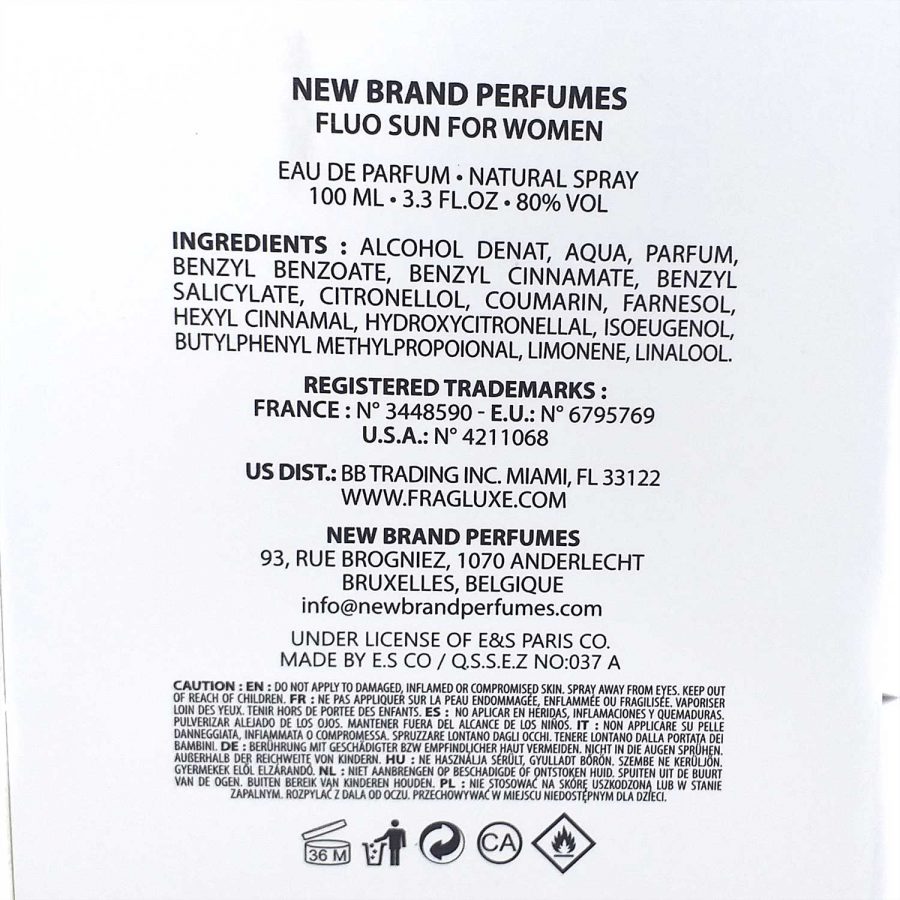 NEW BRAND PERFUMES
FLUO SUN FOR WOMEN
EAU DE PARFUM • NATURAL SPRAY
100 ML • 3.3 FL.OZ • 80% VOL
INGREDIENTS : ALCOHOL DENAT, AQUA, PARFUM,
BENZYL BENZOATE, BENZYL CINNAMATE, BENZYL
SALICYLATE, CITRONELLOL, COUMARIN, FARNESOL,
HEXYL CINNAMAL, HYDROXYCITRONELLAL, ISOEUGENOL,
BUTYLPHENYL METHYLPROPOIONAL, LIMONENE, LINALOOL.
REGISTERED TRADEMARKS :
FRANCE : N° 3448590 - E.U.: N° 6795769
U.S.A.: N° 4211068
US DIST.: BB TRADING INC. MIAMI, FL 33122
WWW.FRAGLUXE.COM
NEW BRAND PERFUMES
93, RUE BROGNIEZ, 1070 ANDERLECHT
BRUXELLES, BELGIQUE
info@newbrandperfumes.com
UNDER LICENSE OF E&S PARIS CO.
MADE BY E.S CO / Q.S.S.E.Z NO:037 A
CAUTION : EN : DO NOT APPLY TO DAMAGED, INFLAMED OR COMPROMISED SKIN. SPRAY AWAY FROM EYES. KEEP OUT
OF REACH OF CHILDREN. FR : NE PAS APPLIQUER SUR LA PEAU ENDOMMAGÉE, ENFLAMMÉE OU FRAGILISÉE. VAPORISER
LOIN DES YEUX. TENIR HORS DE PORTEE DES ENFANTS. ES : NO APLICAR EN HERIDAS, INFLAMACIONES Y QUEMADURAS.
PULVERIZAR ALEJADO DE LOS OJOS. MANTENER FUERA DEL ALCANCE DE LOS NIÑOS. IT : NON APPLICARE SU PELLE
DANNEGGIATA, INFIAMMATA O COMPROMESSA. SPRUZZARE LONTANO DAGLI OCCHI. TENERE LONTANO DALLA PORTATA DEI
BAMBINI. DE : BERÜHRUNG MIT GESCHÄDIGTER BZW EMPFINDLICHER HAUT VERMEIDEN. NICHT IN DIE AUGEN SPRÜHEN.
AUßERHALB DER REICHWEITE VON KINDERN. HU : NE HASZNÁLJA SÉRÜLT, GYULLADT BŐRÖN. SZEMBE NE KERÜLJÖN.
GYERMEKEK ELŐL ELZÁRANDÓ. NL : NIET AANBRENGEN OP BESCHADIGDE OF ONTSTOKEN HUID. SPUITEN UIT DE BUURT
VAN DE OGEN. BUITEN BEREIK VAN KINDEREN HOUDEN. PL : NIE STOSOWAĆ NA SKÓRĘ USZKODZONĄ LUB W STANIE
ZAPALNYM. ROZPYLAĆ Z DALA OD OCZU. PRZECHOWYWAĆ W MIEJSCU NIEDOSTĘPNYM DLA DZIECI.
36 M
CA